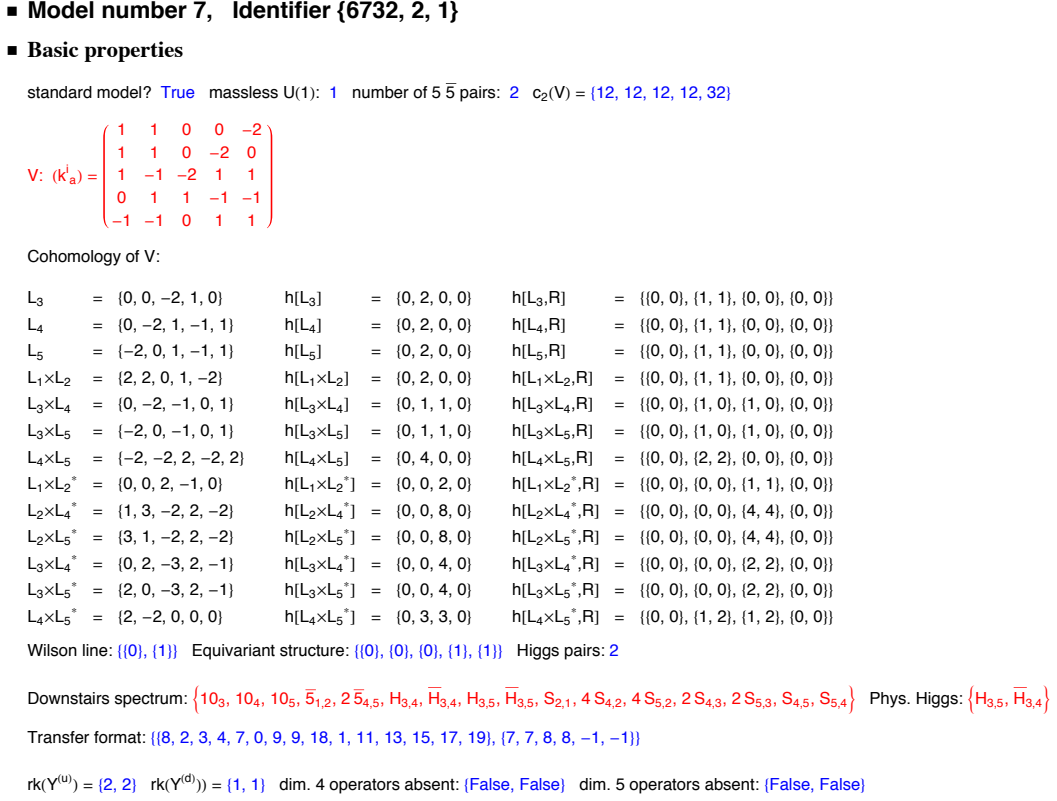 ▪ Model number 7, Identifier {6732, 2, 1}
▪ Basic properties
standard model? True massless U(1): 1 number of 5 5̅ pairs: 2 c₂(V) = {12, 12, 12, 12, 32}
V: (kⁱₐ) =
1 1 0 0 −2
1 1 0 −2 0
1 −1 −2 1 1
0 1 1 −1 −1
−1 −1 0 1 1
Cohomology of V:
L₃ = {0, 0, −2, 1, 0} h[L₃] = {0, 2, 0, 0} h[L₃,R] = {{0, 0}, {1, 1}, {0, 0}, {0, 0}}
L₄ = {0, −2, 1, −1, 1} h[L₄] = {0, 2, 0, 0} h[L₄,R] = {{0, 0}, {1, 1}, {0, 0}, {0, 0}}
L₅ = {−2, 0, 1, −1, 1} h[L₅] = {0, 2, 0, 0} h[L₅,R] = {{0, 0}, {1, 1}, {0, 0}, {0, 0}}
L₁×L₂ = {2, 2, 0, 1, −2} h[L₁×L₂] = {0, 2, 0, 0} h[L₁×L₂,R] = {{0, 0}, {1, 1}, {0, 0}, {0, 0}}
L₃×L₄ = {0, −2, −1, 0, 1} h[L₃×L₄] = {0, 1, 1, 0} h[L₃×L₄,R] = {{0, 0}, {1, 0}, {1, 0}, {0, 0}}
L₃×L₅ = {−2, 0, −1, 0, 1} h[L₃×L₅] = {0, 1, 1, 0} h[L₃×L₅,R] = {{0, 0}, {1, 0}, {1, 0}, {0, 0}}
L₄×L₅ = {−2, −2, 2, −2, 2} h[L₄×L₅] = {0, 4, 0, 0} h[L₄×L₅,R] = {{0, 0}, {2, 2}, {0, 0}, {0, 0}}
L₁×L₂* = {0, 0, 2, −1, 0} h[L₁×L₂*] = {0, 0, 2, 0} h[L₁×L₂*,R] = {{0, 0}, {0, 0}, {1, 1}, {0, 0}}
L₂×L₄* = {1, 3, −2, 2, −2} h[L₂×L₄*] = {0, 0, 8, 0} h[L₂×L₄*,R] = {{0, 0}, {0, 0}, {4, 4}, {0, 0}}
L₂×L₅* = {3, 1, −2, 2, −2} h[L₂×L₅*] = {0, 0, 8, 0} h[L₂×L₅*,R] = {{0, 0}, {0, 0}, {4, 4}, {0, 0}}
L₃×L₄* = {0, 2, −3, 2, −1} h[L₃×L₄*] = {0, 0, 4, 0} h[L₃×L₄*,R] = {{0, 0}, {0, 0}, {2, 2}, {0, 0}}
L₃×L₅* = {2, 0, −3, 2, −1} h[L₃×L₅*] = {0, 0, 4, 0} h[L₃×L₅*,R] = {{0, 0}, {0, 0}, {2, 2}, {0, 0}}
L₄×L₅* = {2, −2, 0, 0, 0} h[L₄×L₅*] = {0, 3, 3, 0} h[L₄×L₅*,R] = {{0, 0}, {1, 2}, {1, 2}, {0, 0}}
Wilson line: {{0}, {1}} Equivariant structure: {{0}, {0}, {0}, {1}, {1}} Higgs pairs: 2
Downstairs spectrum: {10₃, 10₄, 10₅, 5̅₁,₂, 2 5̅₄,₅, H₃,₄, H̅₃,₄, H₃,₅, H̅₃,₅, S₂,₁, 4 S₄,₂, 4 S₅,₂, 2 S₄,₃, 2 S₅,₃, S₄,₅, S₅,₄} Phys. Higgs: {H₃,₅, H̅₃,₄}
Transfer format: {{8, 2, 3, 4, 7, 0, 9, 9, 18, 1, 11, 13, 15, 17, 19}, {7, 7, 8, 8, −1, −1}}
rk(Y⁽ᵘ⁾) = {2, 2} rk(Y⁽ᵈ⁾)) = {1, 1} dim. 4 operators absent: {False, False} dim. 5 operators absent: {False, False}